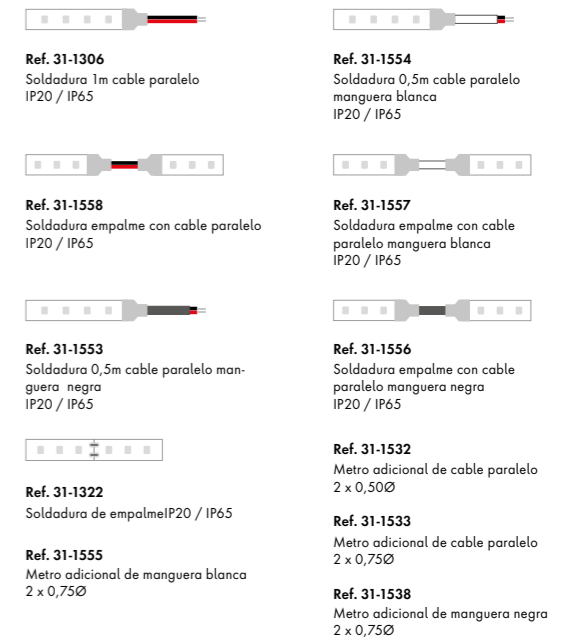 Ref. 31-1306
Soldadura 1m cable paralelo
IP20 / IP65
Ref. 31-1554
Soldadura 0,5m cable paralelo
manguera blanca
IP20 / IP65
Ref. 31-1558
Soldadura empalme con cable paralelo
IP20 / IP65
Ref. 31-1557
Soldadura empalme con cable
paralelo manguera blanca
IP20 / IP65
Ref. 31-1553
Soldadura 0,5m cable paralelo man-
guera negra
IP20 / IP65
Ref. 31-1556
Soldadura empalme con cable
paralelo manguera negra
IP20 / IP65
Ref. 31-1322
Soldadura de empalmeIP20 / IP65
Ref. 31-1555
Metro adicional de manguera blanca
2 x 0,75Ø
Ref. 31-1532
Metro adicional de cable paralelo
2 x 0,50Ø
Ref. 31-1533
Metro adicional de cable paralelo
2 x 0,75Ø
Ref. 31-1538
Metro adicional de manguera negra
2 x 0,75Ø